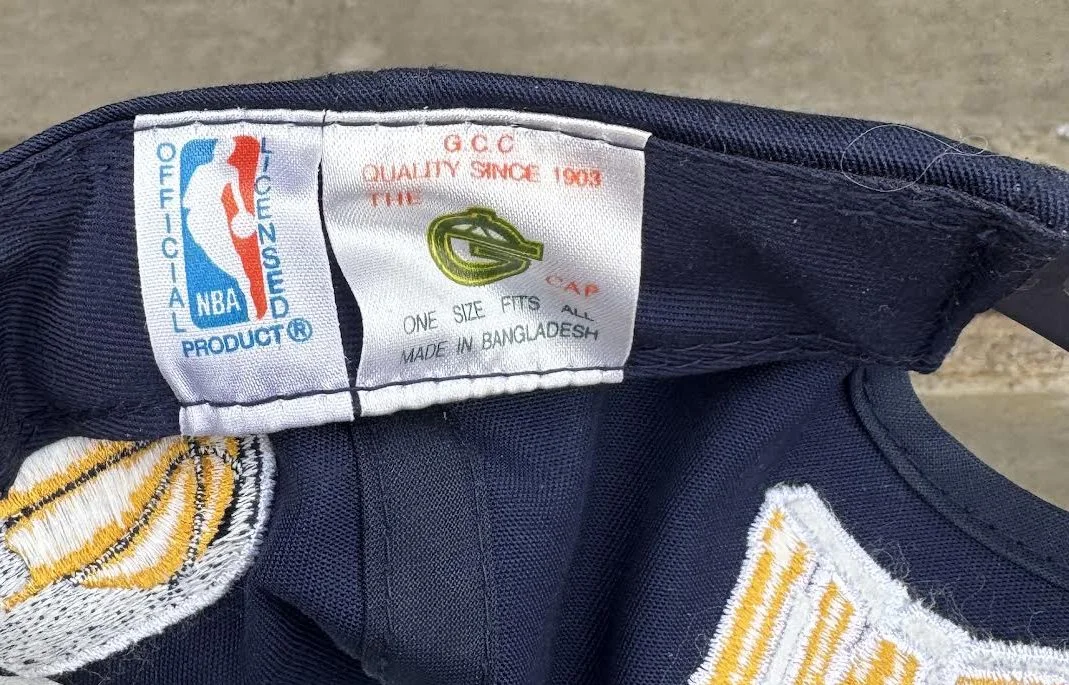 OFFICIAL
LICENSED
NBA
PRODUCT®
G.C.C
QUALITY SINCE 1903
THE
G
CAP
ONE SIZE FITS ALL
MADE IN BANGLADESH